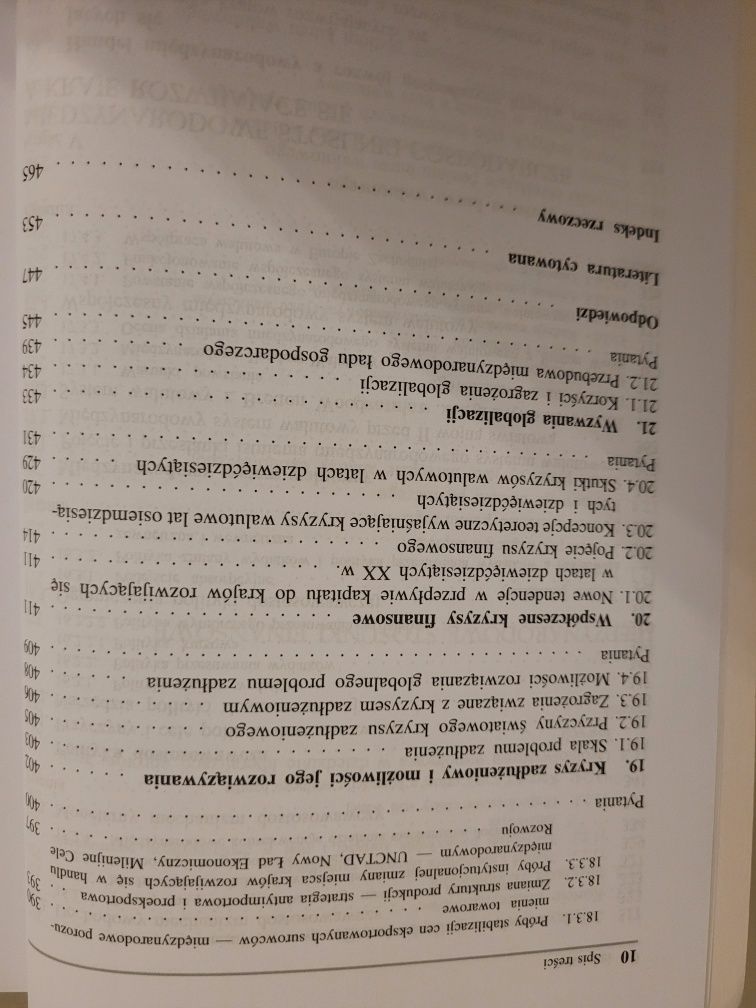 10 Spis treści
18.3.1. Próby stabilizacji cen eksportowanych surowców — międzynarodowe porozu-
mienia towarowe . . . . . . . . . . . . . . . . . . . . . . . . 390
18.3.2. Zmiana struktury produkcji — strategia antyimportowa i proeksportowa . . 393
18.3.3. Próby instytucjonalnej zmiany miejsca krajów rozwijających się w handlu
międzynarodowym — UNCTAD, Nowy Ład Ekonomiczny, Milenijne Cele
Rozwoju . . . . . . . . . . . . . . . . . . . . . . . . . . . 397
Pytania . . . . . . . . . . . . . . . . . . . . . . . . . . . . . . 400
19. Kryzys zadłużeniowy i możliwości jego rozwiązywania . . . . . . 402
19.1. Skala problemu zadłużenia . . . . . . . . . . . . . . . . . . . 403
19.2. Przyczyny światowego kryzysu zadłużeniowego . . . . . . . . . 405
19.3. Zagrożenia związane z kryzysem zadłużeniowym . . . . . . . . . 406
19.4. Możliwości rozwiązania globalnego problemu zadłużenia . . . . . 408
Pytania . . . . . . . . . . . . . . . . . . . . . . . . . . . . . . 409
20. Współczesne kryzysy finansowe . . . . . . . . . . . . . . . . 411
20.1. Nowe tendencje w przepływie kapitału do krajów rozwijających się
w latach dziewięćdziesiątych XX w. . . . . . . . . . . . . . . . 411
20.2. Pojęcie kryzysu finansowego . . . . . . . . . . . . . . . . . . 414
20.3. Koncepcje teoretyczne wyjaśniające kryzysy walutowe lat osiemdziesią-
tych i dziewięćdziesiątych . . . . . . . . . . . . . . . . . . . 420
20.4. Skutki kryzysów walutowych w latach dziewięćdziesiątych . . . . 429
Pytania . . . . . . . . . . . . . . . . . . . . . . . . . . . . . . 431
21. Wyzwania globalizacji . . . . . . . . . . . . . . . . . . . . 433
21.1. Korzyści i zagrożenia globalizacji . . . . . . . . . . . . . . . 434
21.2. Przebudowa międzynarodowego ładu gospodarczego . . . . . . . 439
Pytania . . . . . . . . . . . . . . . . . . . . . . . . . . . . . . 445
Odpowiedzi . . . . . . . . . . . . . . . . . . . . . . . . . . . . 447
Literatura cytowana . . . . . . . . . . . . . . . . . . . . . . . . 453
Indeks rzeczowy . . . . . . . . . . . . . . . . . . . . . . . . . . 465